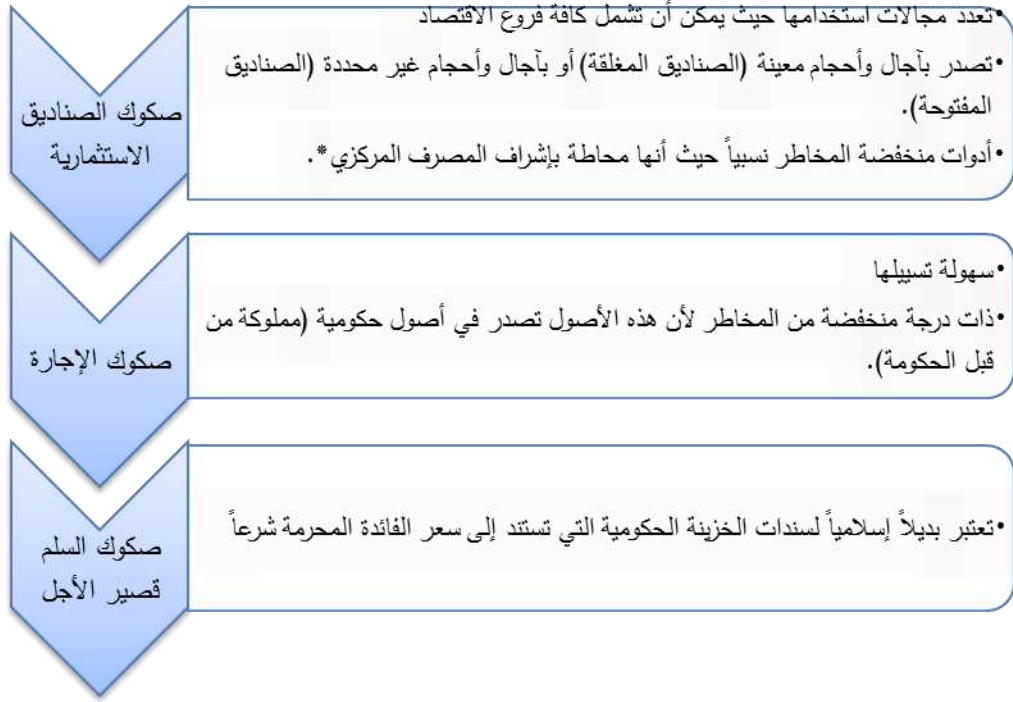 •تعدد مجالات استخدامها حيث يمكن أن تشمل كافة فروع الاقتصاد
•تصدر بآجال وأحجام معينة (الصناديق المغلقة) أو بآجال وأحجام غير محددة (الصناديق
المفتوحة).
•أدوات منخفضة المخاطر نسبياً حيث أنها محاطة بإشراف المصرف المركزي*.
صكوك الصناديق
الاستثمارية
•سهولة تسييلها
•ذات درجة منخفضة من المخاطر لأن هذه الأصول تصدر في أصول حكومية (مملوكة من
قبل الحكومة).
صكوك الإجارة
•تعتبر بديلاً إسلامياً لسندات الخزينة الحكومية التي تستند إلى سعر الفائدة المحرمة شرعاً
صكوك السلم
قصير الأجل